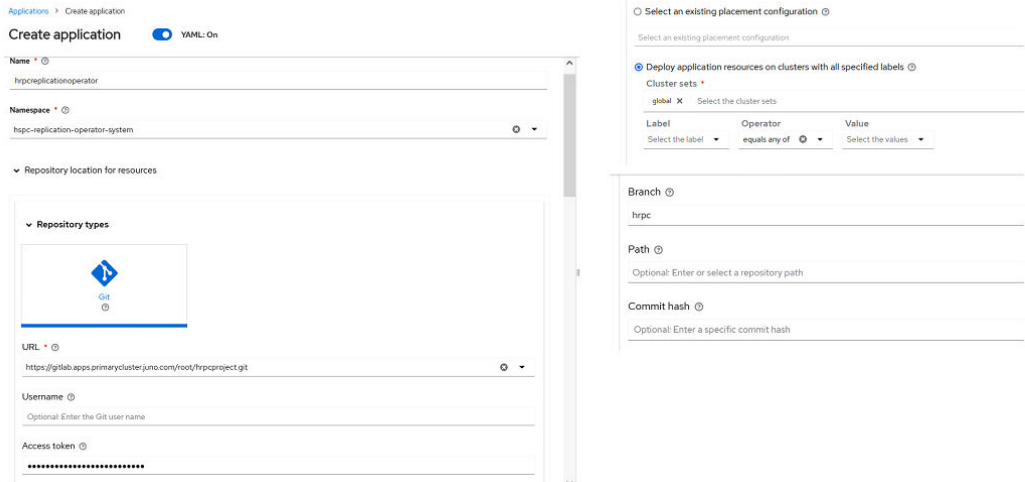 Applications > Create application
Create application
YAML: On
Name *
hrpcreplicationoperator
Namespace *
hspc-replication-operator-system
Repository location for resources
Repository types
Git
URL *
https://gitlab.apps.primarycluster.juno.com/root/hrpcproject.git
Username
Optional: Enter the Git user name
Access token
•••••••••••••••••••••••••••
Select an existing placement configuration
Select an existing placement configuration
Deploy application resources on clusters with all specified labels
Cluster sets *
global × Select the cluster sets
Label Operator Value
Select the label equals any of Select the values
Branch
hrpc
Path
Optional: Enter or select a repository path
Commit hash
Optional: Enter a specific commit hash